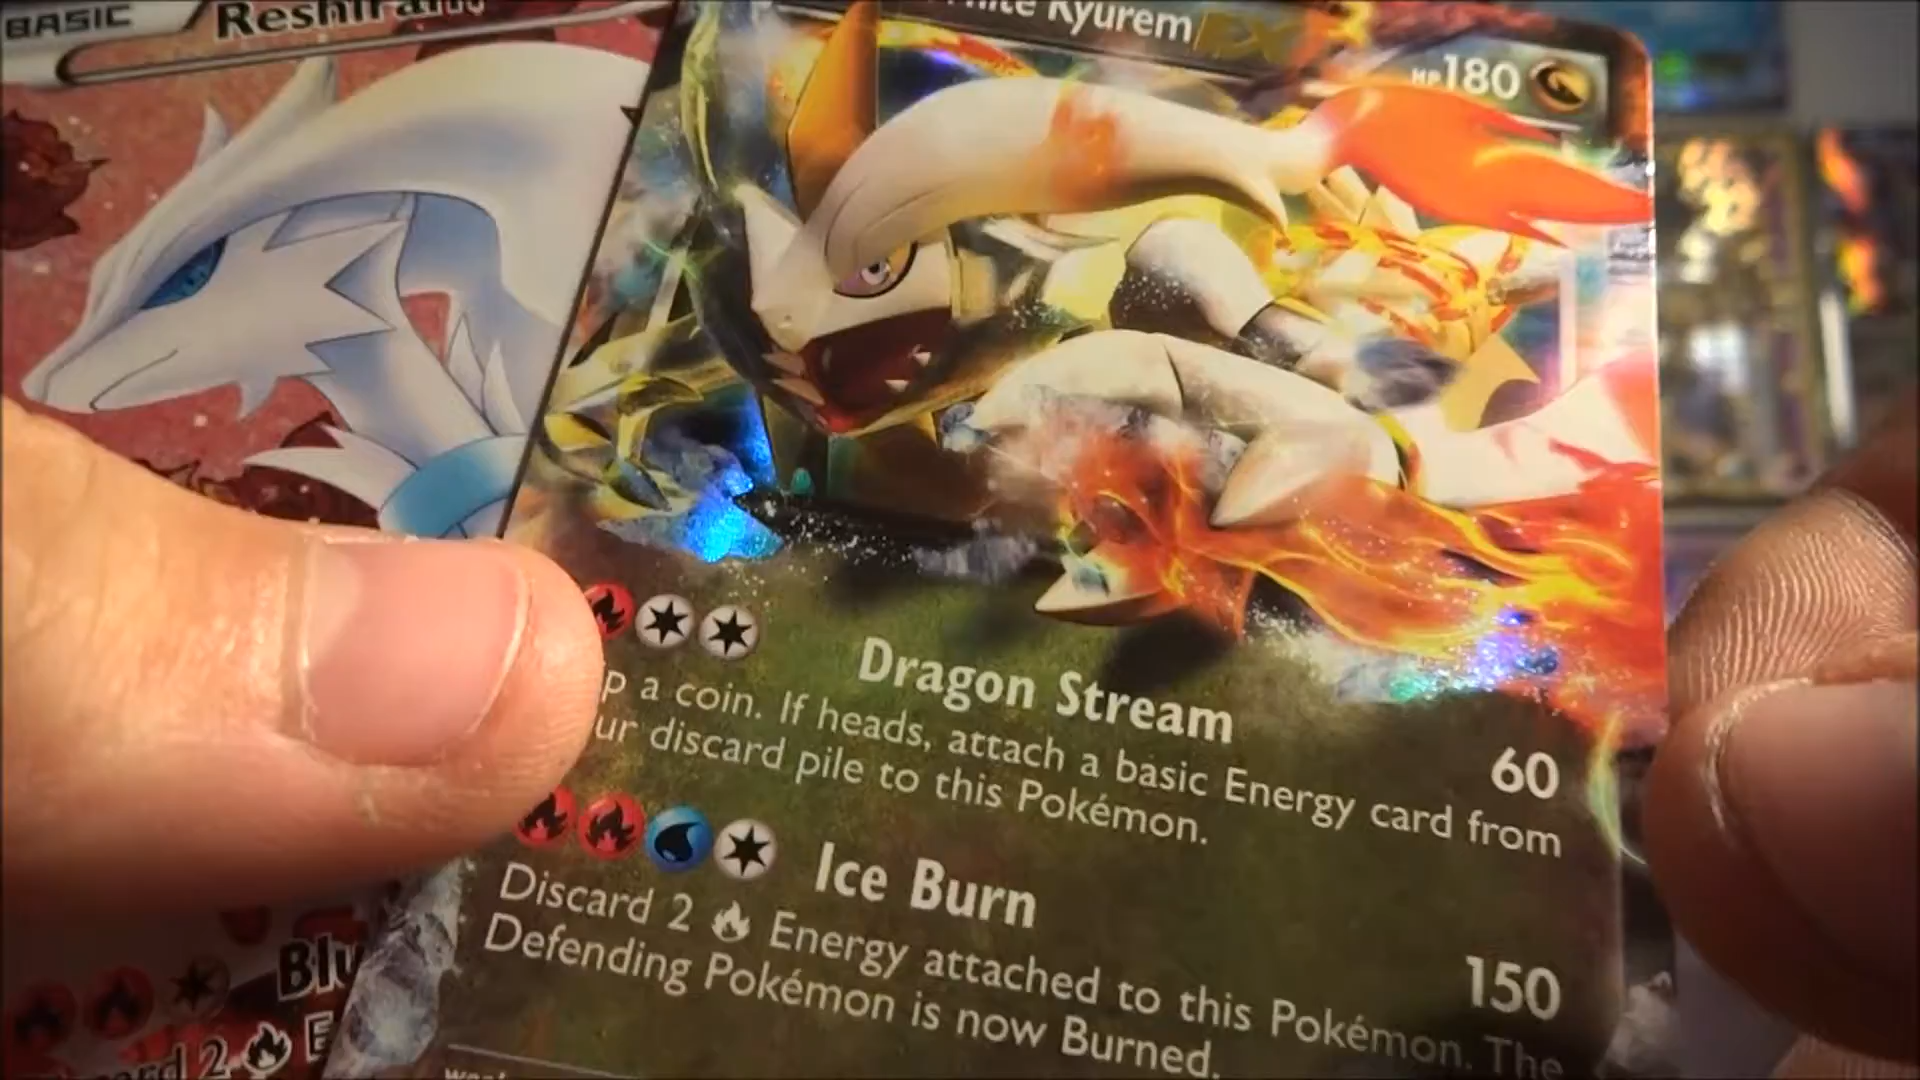 BASIC Reshiram
Kyurem EX
HP 180
Dragon Stream 60
p a coin. If heads, attach a basic Energy card from
ur discard pile to this Pokémon.
Ice Burn 150
Discard 2 Energy attached to this Pokémon. The
Defending Pokémon is now Burned.
Blu
2 E